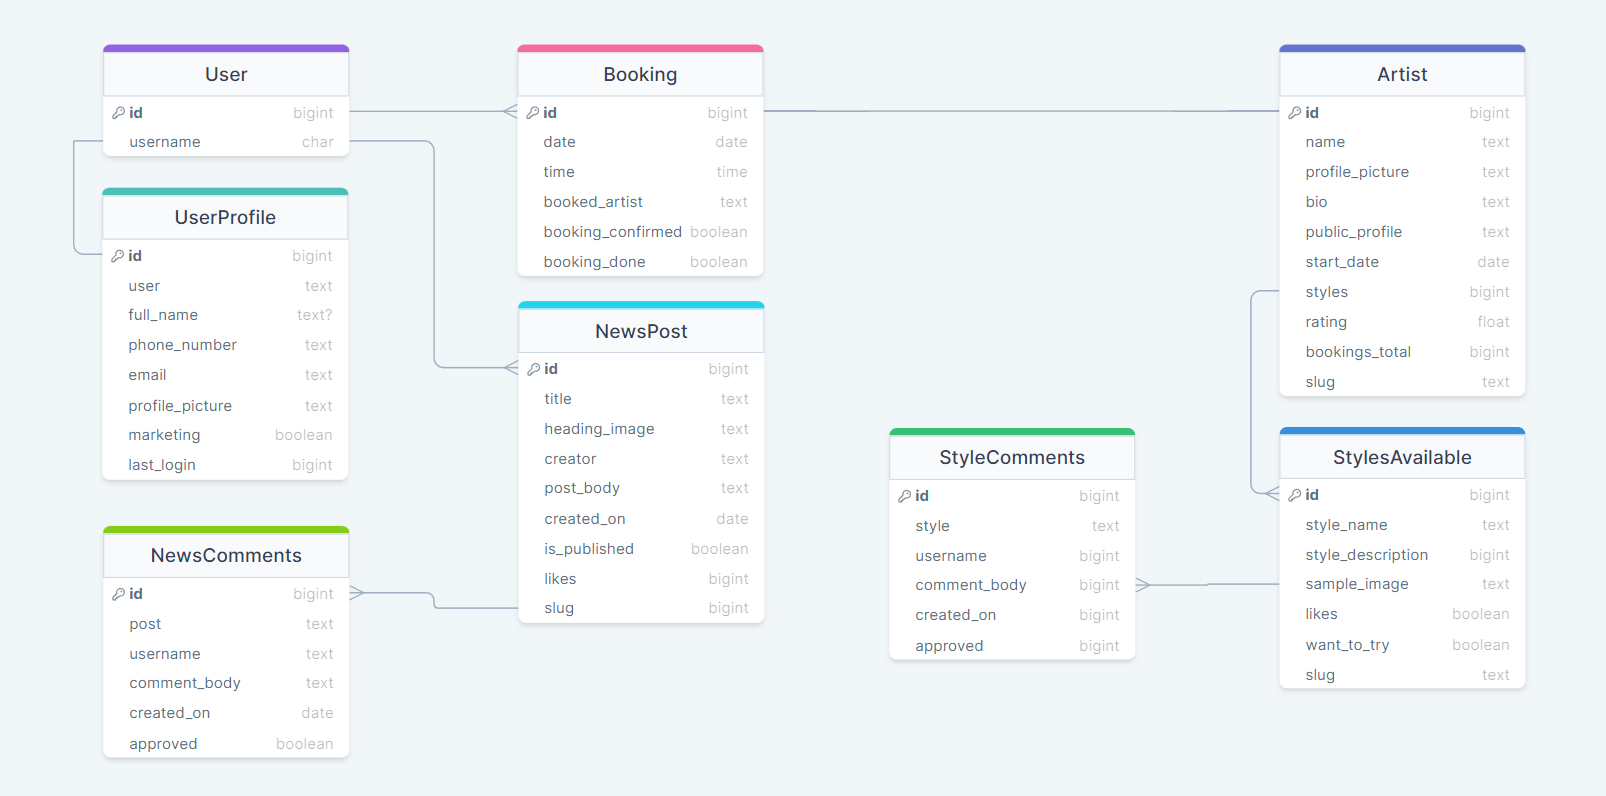 User
id bigint
username char
UserProfile
id bigint
user text
full_name text?
phone_number text
email text
profile_picture text
marketing boolean
last_login bigint
NewsComments
id bigint
post text
username text
comment_body text
created_on date
approved boolean
Booking
id bigint
date date
time time
booked_artist text
booking_confirmed boolean
booking_done boolean
NewsPost
id bigint
title text
heading_image text
creator text
post_body text
created_on date
is_published boolean
likes bigint
slug bigint
StyleComments
id bigint
style text
username bigint
comment_body bigint
created_on bigint
approved bigint
Artist
id bigint
name text
profile_picture text
bio text
public_profile text
start_date date
styles bigint
rating float
bookings_total bigint
slug text
StylesAvailable
id bigint
style_name text
style_description bigint
sample_image text
likes boolean
want_to_try boolean
slug text